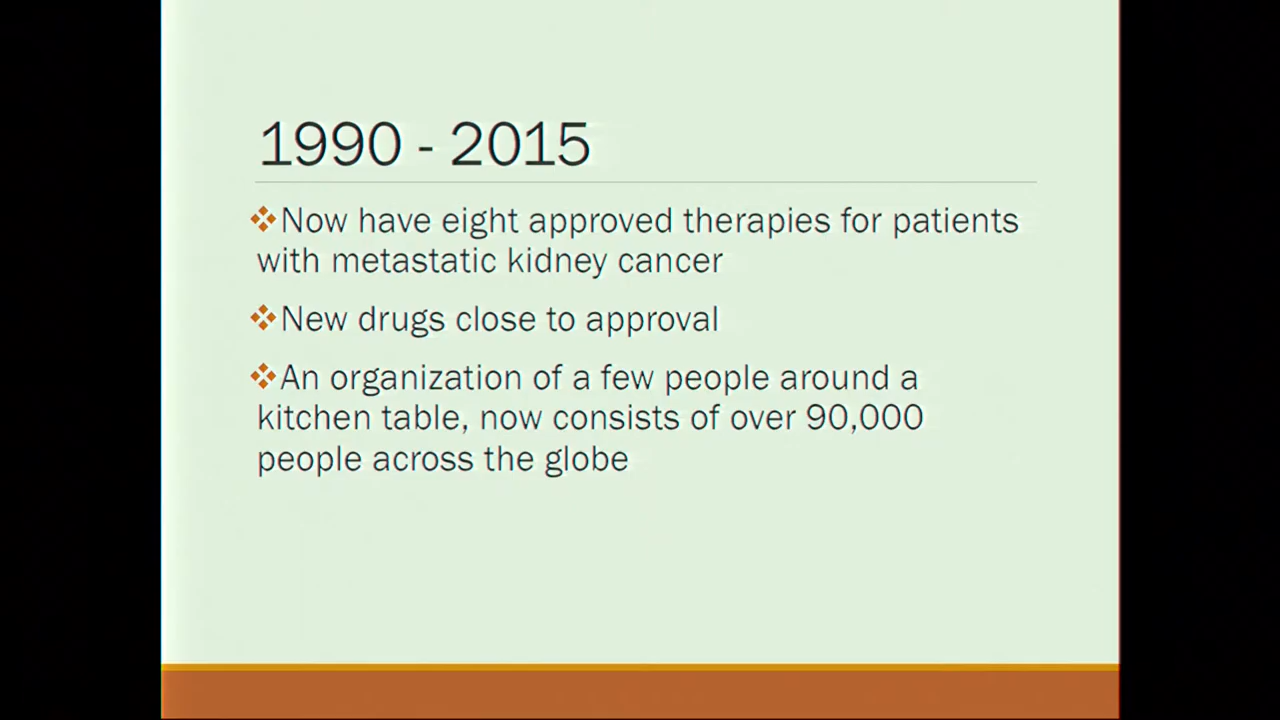 1990 - 2015
Now have eight approved therapies for patients
with metastatic kidney cancer
New drugs close to approval
An organization of a few people around a
kitchen table, now consists of over 90,000
people across the globe